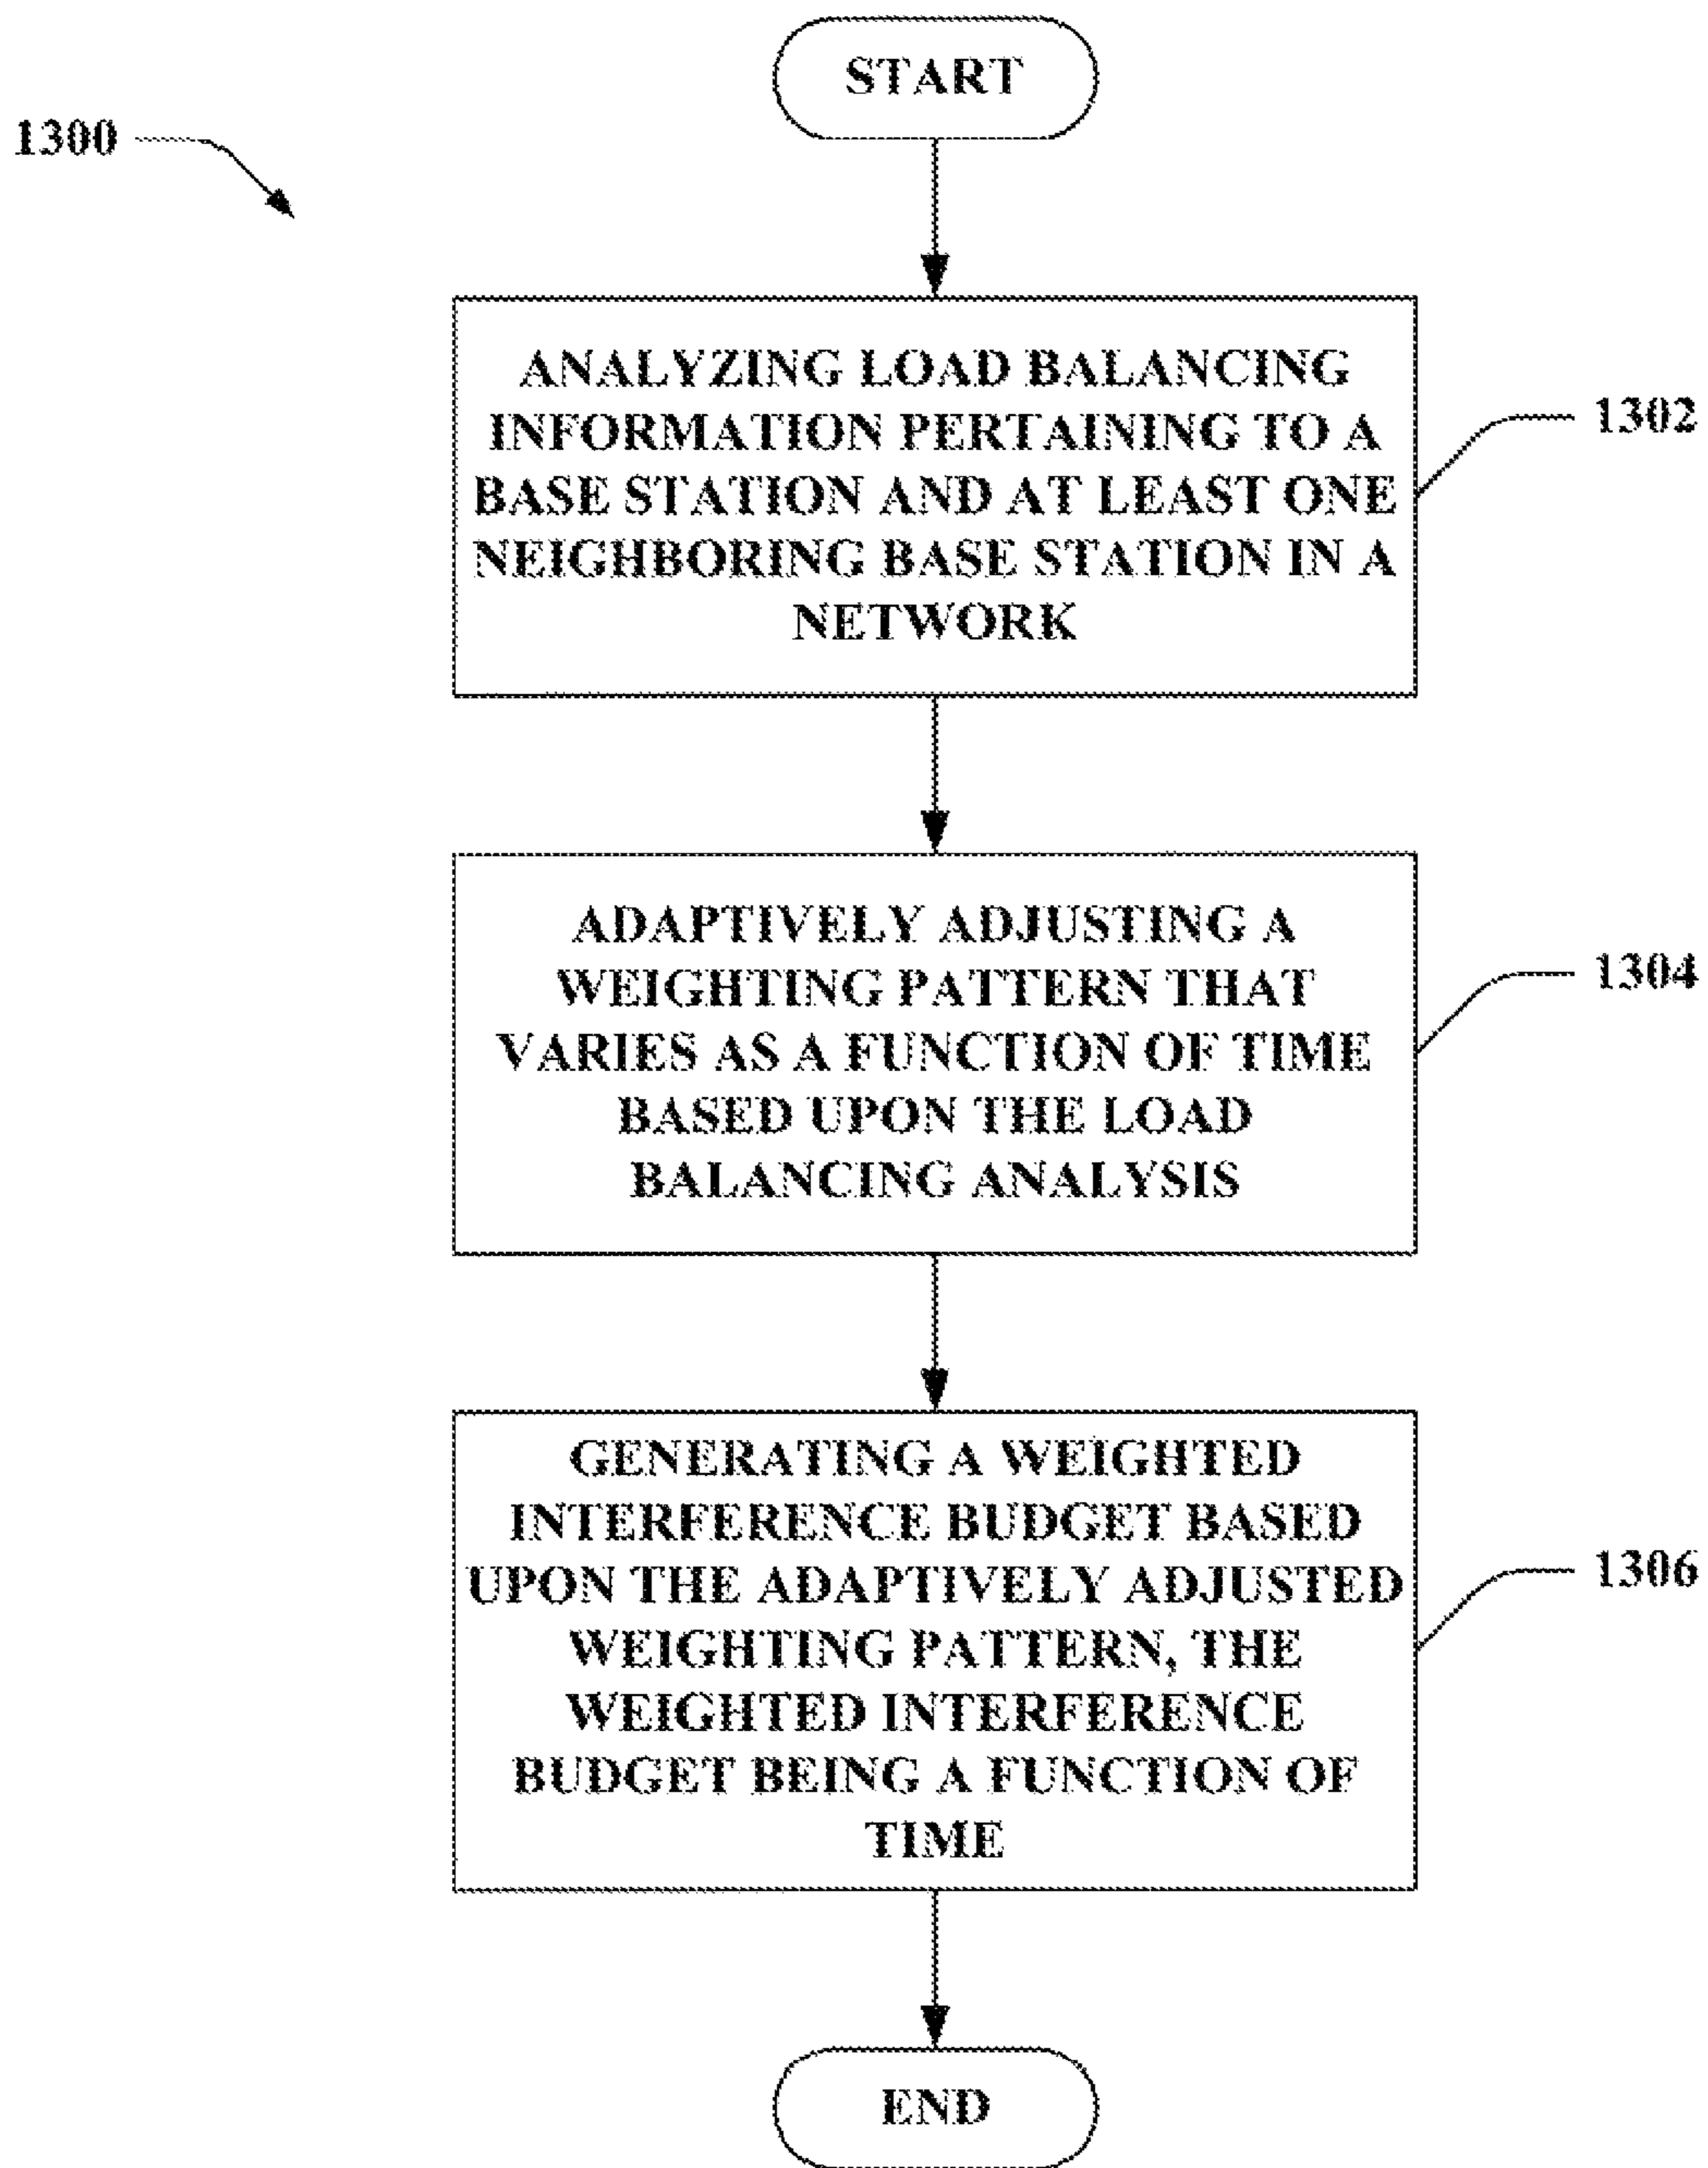 START
1300
ANALYZING LOAD BALANCING
INFORMATION PERTAINING TO A
BASE STATION AND AT LEAST ONE
NEIGHBORING BASE STATION IN A
NETWORK
1302
ADAPTIVELY ADJUSTING A
WEIGHTING PATTERN THAT
VARIES AS A FUNCTION OF TIME
BASED UPON THE LOAD
BALANCING ANALYSIS
1304
GENERATING A WEIGHTED
INTERFERENCE BUDGET BASED
UPON THE ADAPTIVELY ADJUSTED
WEIGHTING PATTERN, THE
WEIGHTED INTERFERENCE
BUDGET BEING A FUNCTION OF
TIME
1306
END